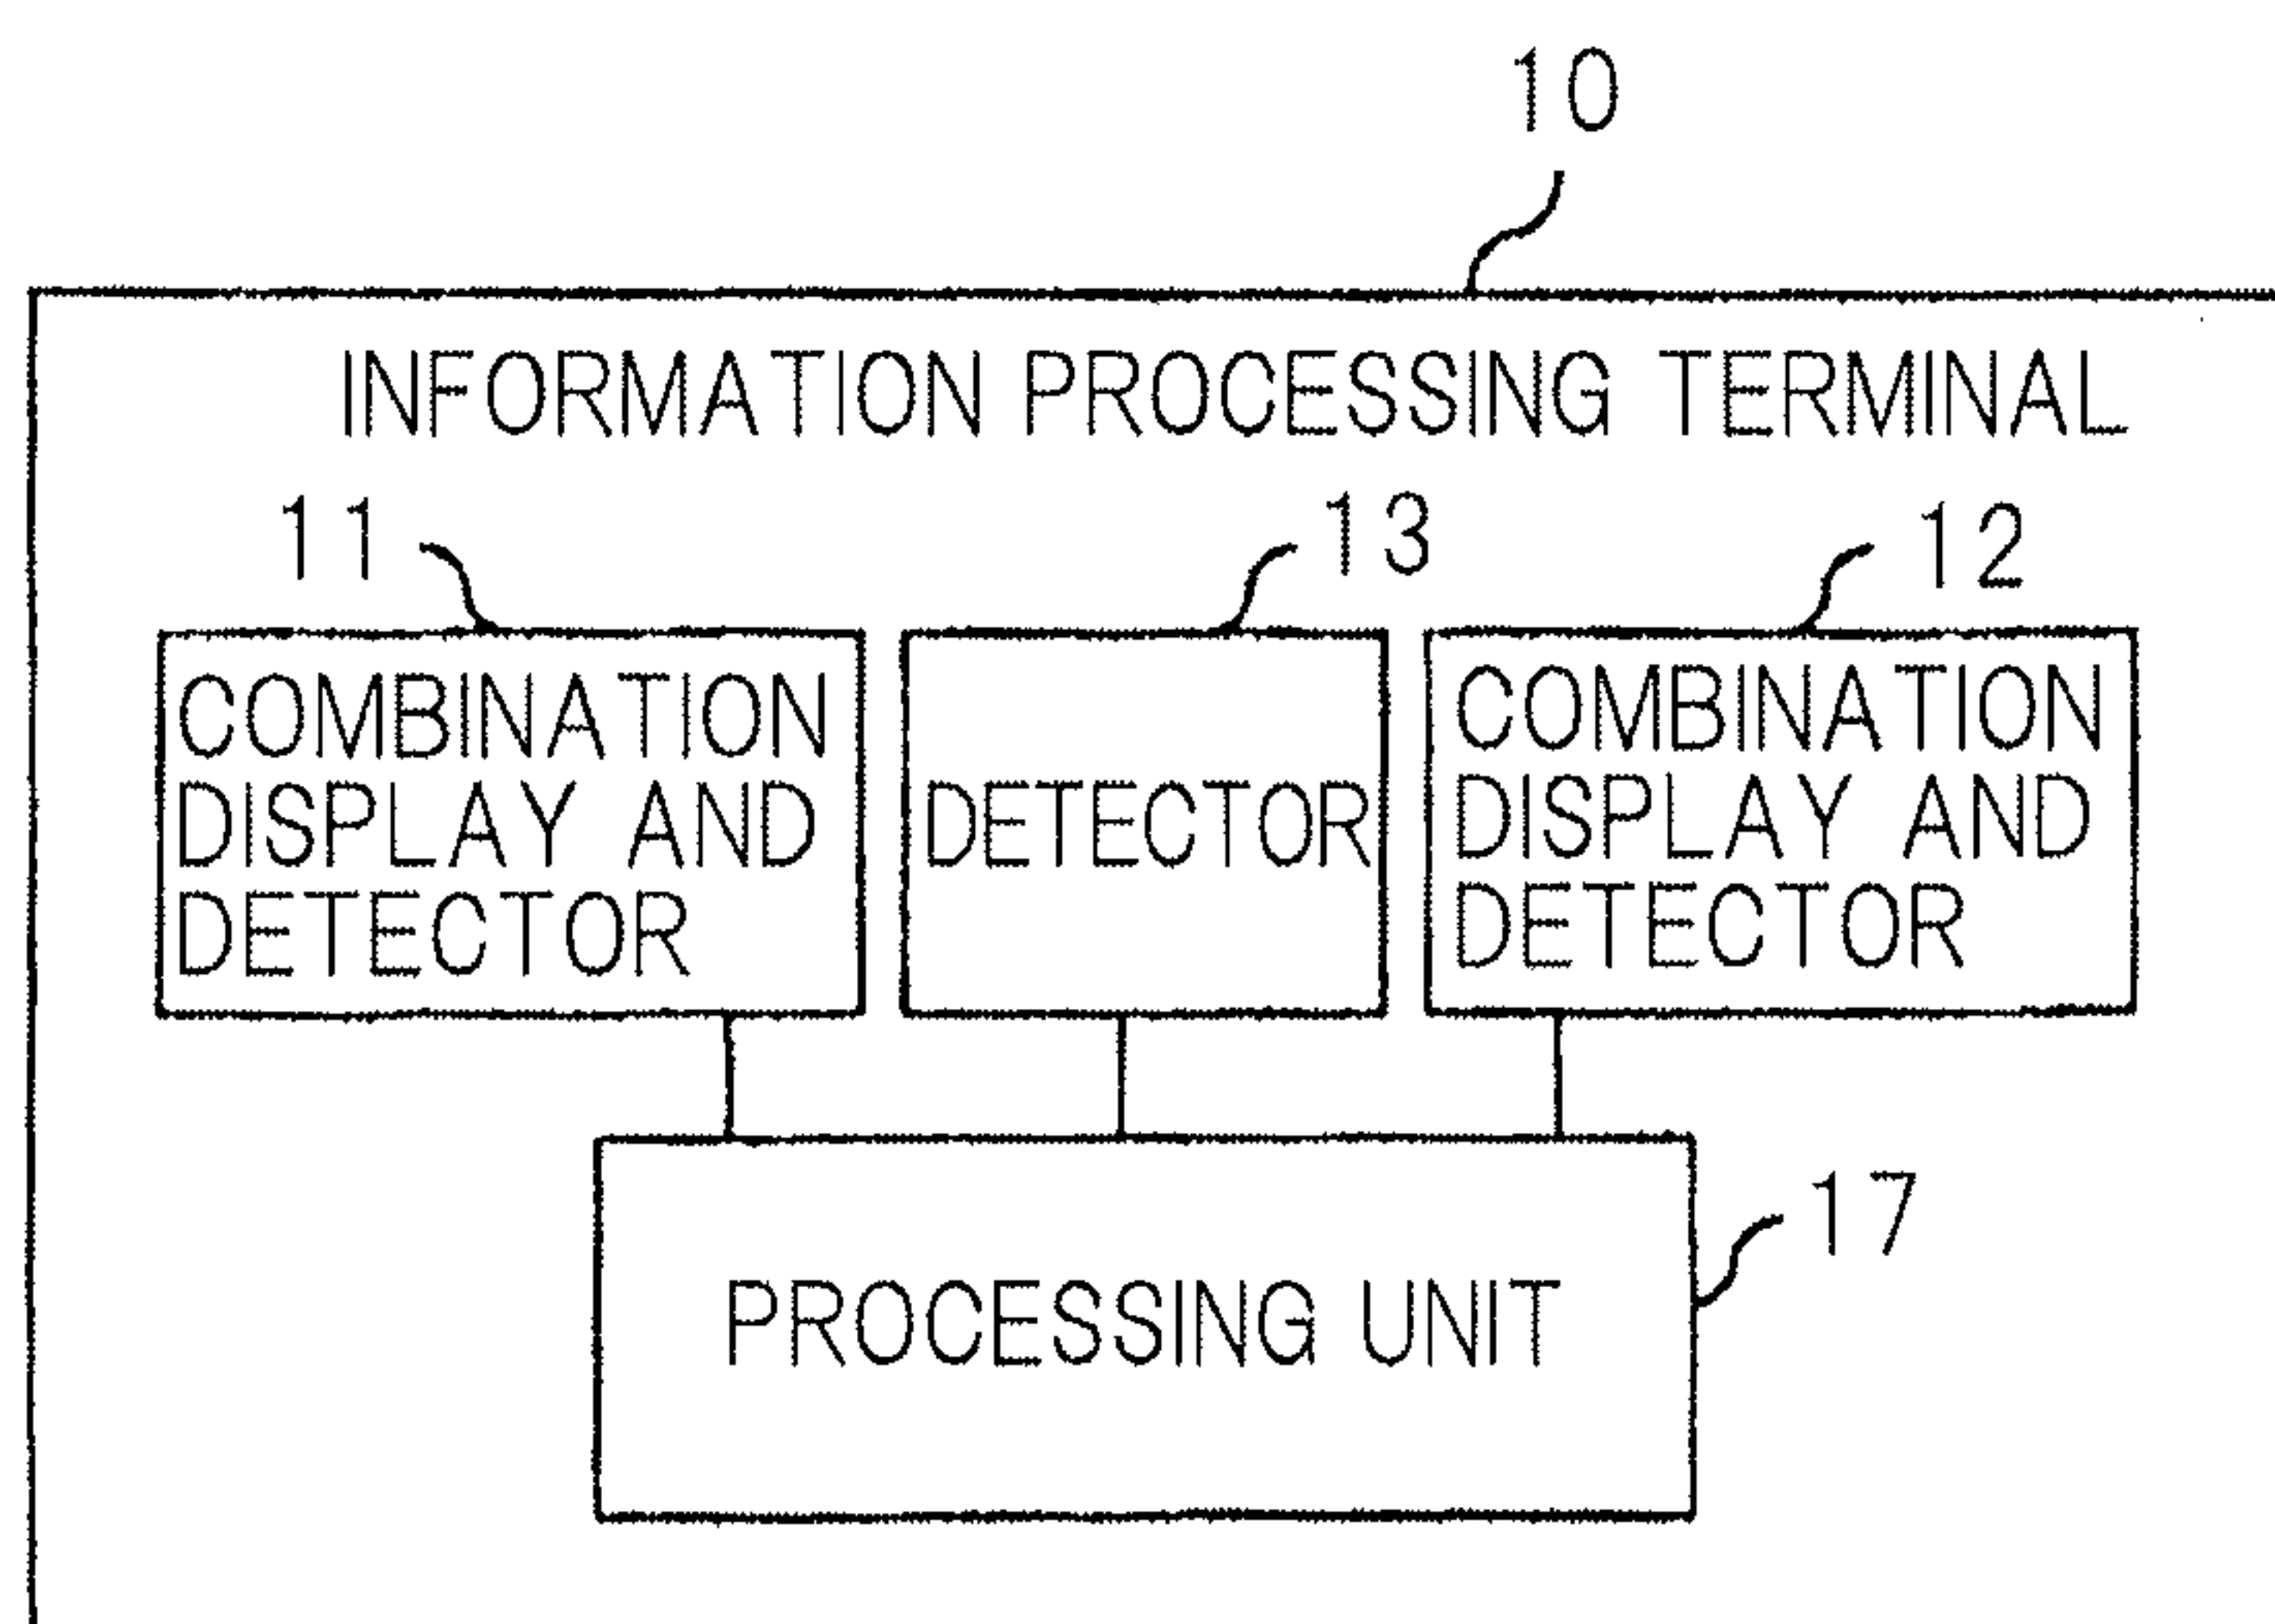 10
INFORMATION PROCESSING TERMINAL
11
13
12
COMBINATION
DISPLAY AND
DETECTOR
DETECTOR
COMBINATION
DISPLAY AND
DETECTOR
17
PROCESSING UNIT